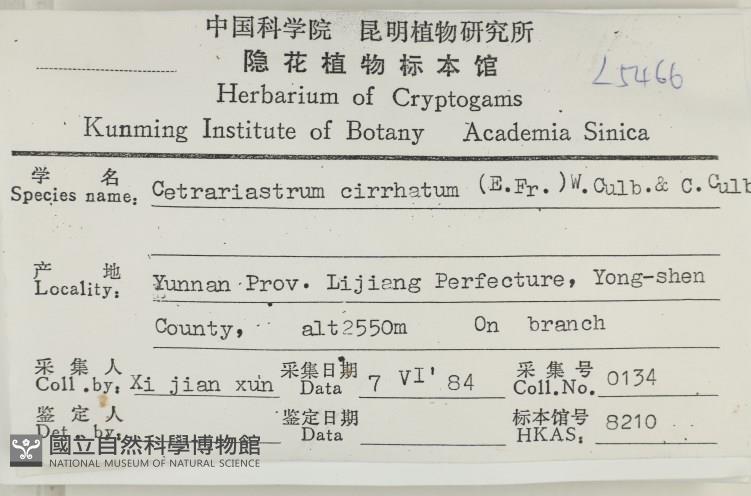 中国科学院 昆明植物研究所
隐花植物标本馆
L5466
Herbarium of Cryptogams
Kunming Institute of Botany Academia Sinica
学 名
Species name: Cetrariastrum cirrhatum (E.Fr.)W.Culb.& C.Culb
产 地
Locality: Yunnan Prov. Lijiang Perfecture, Yong-shen
County, alt2550m On branch
采集人 采集日期 采集号
Coll.by: Xi jian xun Data 7 VI' 84 Coll.No. 0134
鉴定人 鉴定日期 标本馆号
Det. by: Data HKAS: 8210
國立自然科學博物館
NATIONAL MUSEUM OF NATURAL SCIENCE